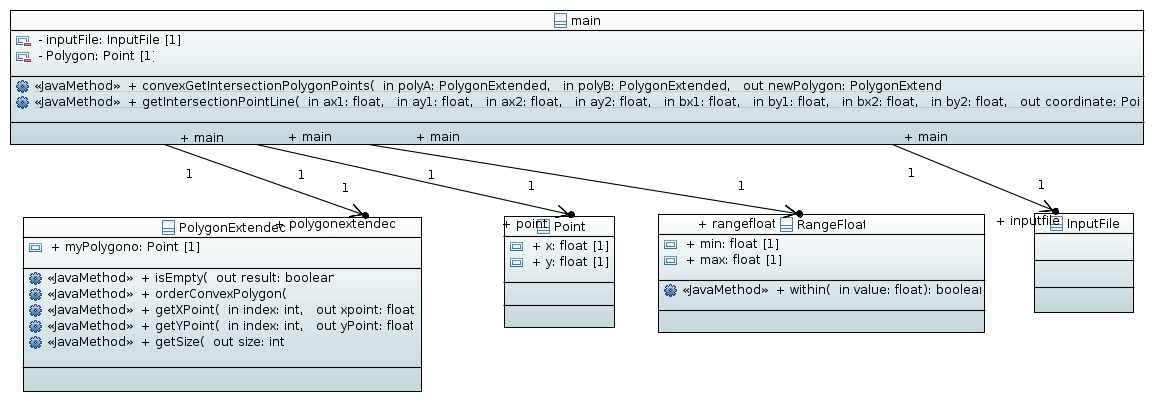 main
- inputFile: InputFile [1]
- Polygon: Point [1]
«JavaMethod» + convexGetIntersectionPolygonPoints( in polyA: PolygonExtended, in polyB: PolygonExtended, out newPolygon: PolygonExtend
«JavaMethod» + getIntersectionPointLine( in ax1: float, in ay1: float, in ax2: float, in ay2: float, in bx1: float, in by1: float, in bx2: float, in by2: float, out coordinate: Poi
+ main + main + main + main
1 1 1 1 1 1 1 1
PolygonExtended + polygonextended
+ myPolygono: Point [1]
«JavaMethod» + isEmpty( out result: boolean
«JavaMethod» + orderConvexPolygon(
«JavaMethod» + getXPoint( in index: int, out xpoint: float
«JavaMethod» + getYPoint( in index: int, out yPoint: float
«JavaMethod» + getSize( out size: int
+ point Point
+ x: float [1]
+ y: float [1]
+ rangefloat RangeFloat
+ min: float [1]
+ max: float [1]
«JavaMethod» + within( in value: float): boolean
+ inputfile InputFile